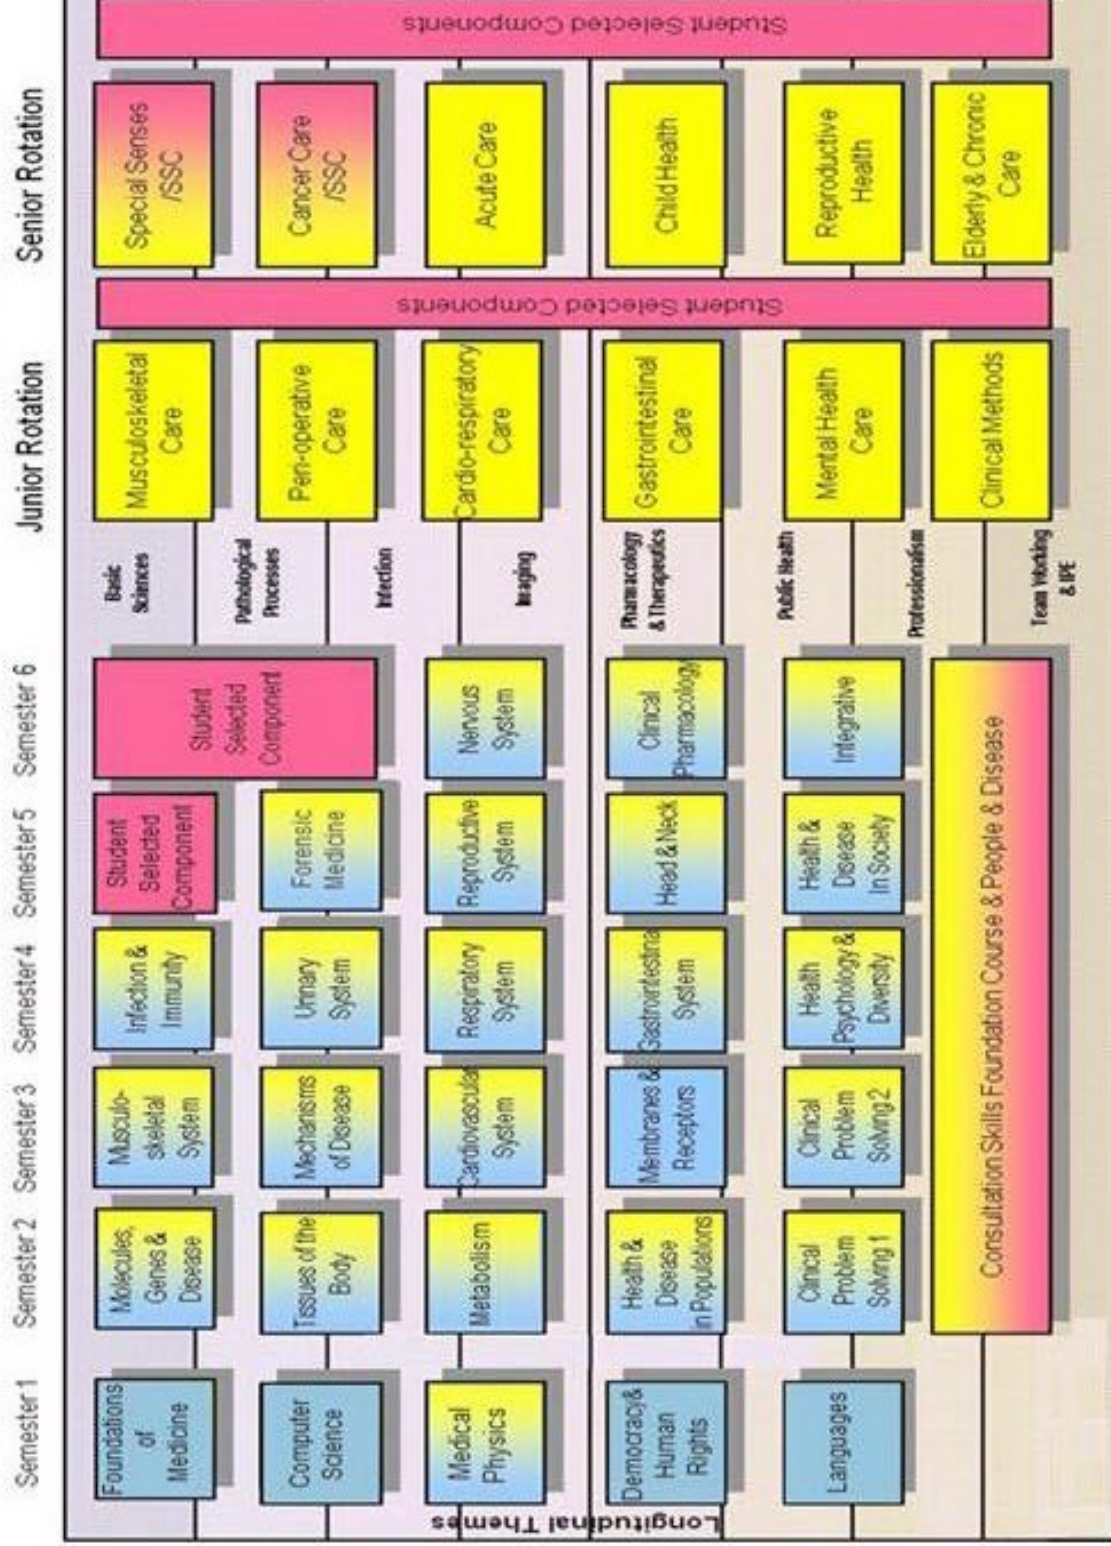 Semester 1
Semester 2
Semester 3
Semester 4
Semester 5
Semester 6
Junior Rotation
Senior Rotation
Longitudinal Themes
Foundations
of
Medicine
Molecules,
Genes &
Disease
Musculo-
skeletal
System
Infection &
Immunity
Student
Selected
Component
Student
Selected
Component
Basic
Sciences
Musculoskeletal
Care
Student Selected Components
Special Senses
/SSC
Student Selected Components
Computer
Science
Tissues of the
Body
Mechanisms
of Disease
Urinary
System
Forensic
Medicine
Pathological
Processes
Peri-operative
Care
Cancer Care
/SSC
Infection
Medical
Physics
Metabolism
Cardiovascular
System
Respiratory
System
Reproductive
System
Nervous
System
Imaging
Cardio-respiratory
Care
Acute Care
Democracy&
Human
Rights
Health &
Disease
in Populations
Membranes &
Receptors
Gastrointestina
System
Head & Neck
Clinical
Pharmacology
Pharmacology
& Therapeutics
Gastrointestinal
Care
Child Health
Languages
Clinical
Problem
Solving 1
Clinical
Problem
Solving 2
Health
Psychology &
Diversity
Health &
Disease
In Society
Integrative
Public Health
Mental Health
Care
Reproductive
Health
Professionalism
Consultation Skills Foundation Course & People & Disease
Team Working
& IPE
Clinical Methods
Elderly & Chronic
Care